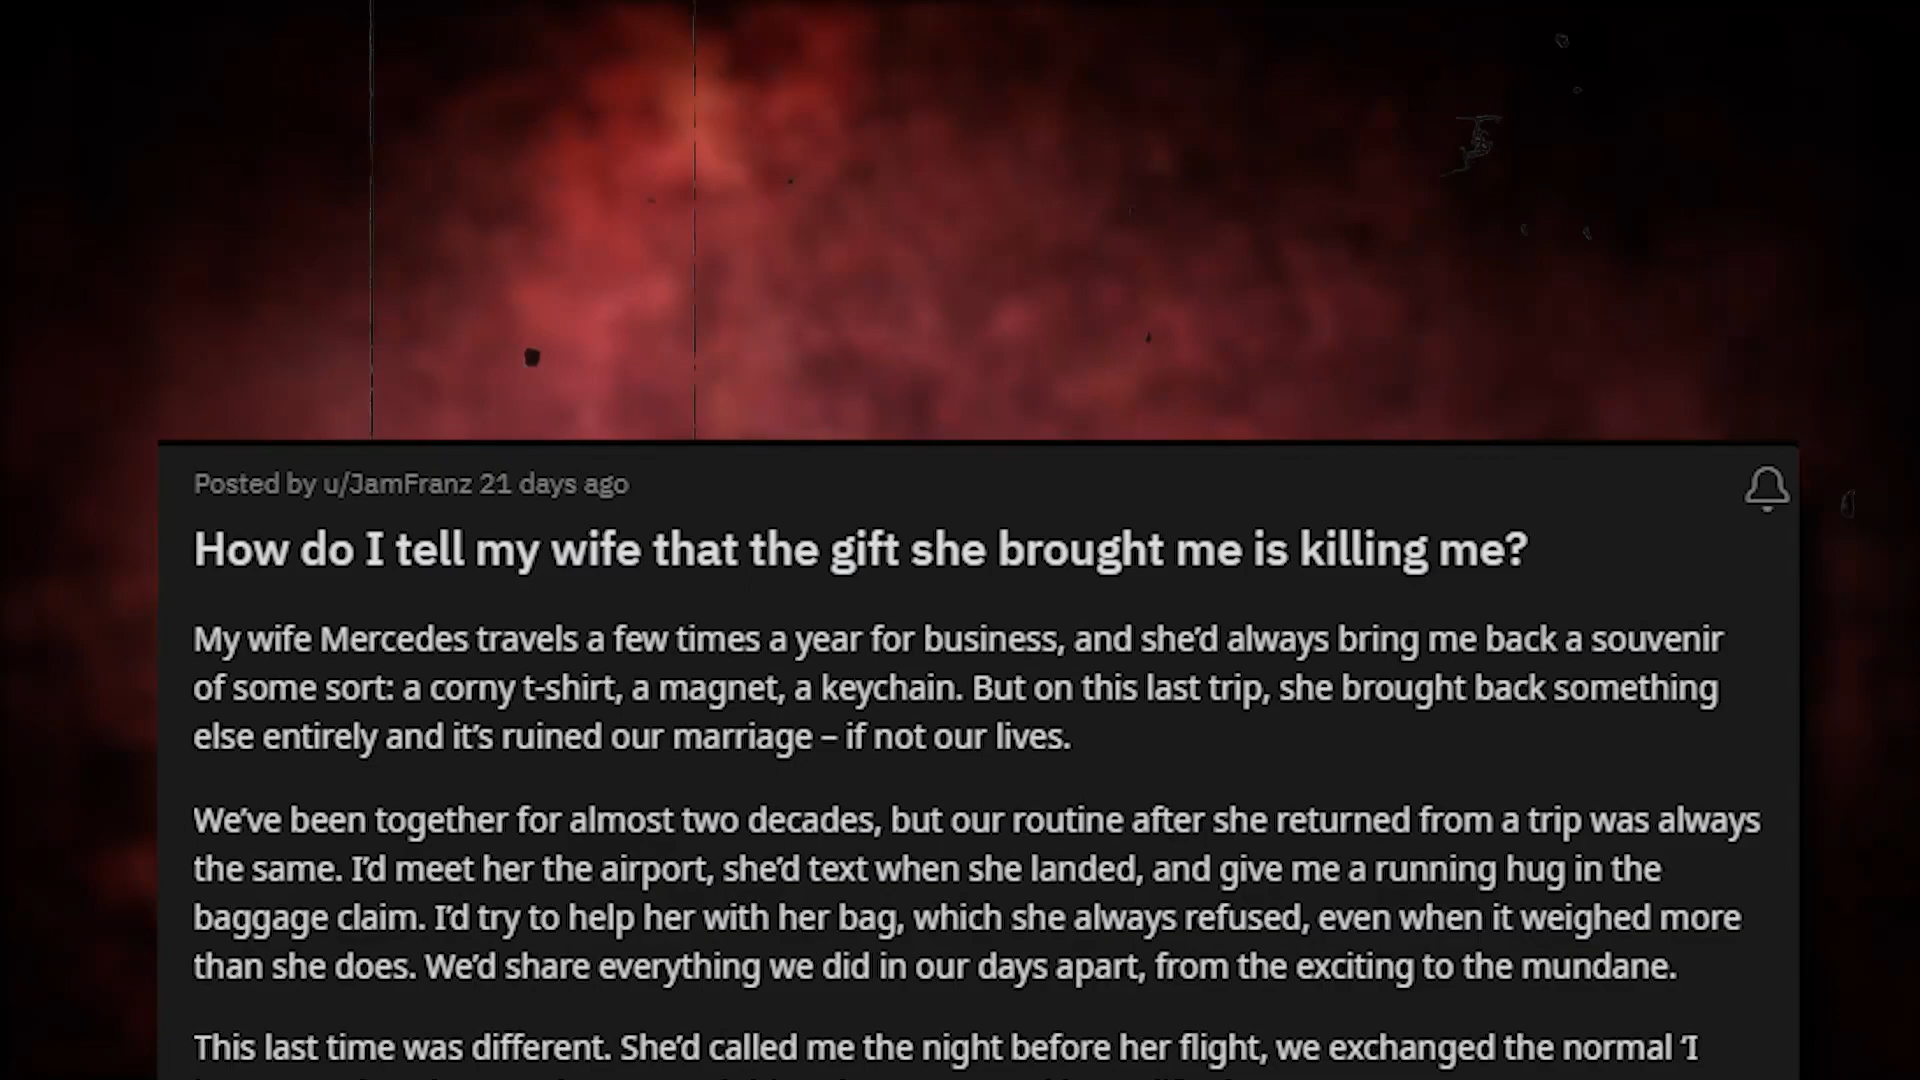 Posted by u/JamFranz 21 days ago
How do I tell my wife that the gift she brought me is killing me?
My wife Mercedes travels a few times a year for business, and she’d always bring me back a souvenir
of some sort: a corny t-shirt, a magnet, a keychain. But on this last trip, she brought back something
else entirely and it’s ruined our marriage – if not our lives.
We’ve been together for almost two decades, but our routine after she returned from a trip was always
the same. I’d meet her the airport, she’d text when she landed, and give me a running hug in the
baggage claim. I’d try to help her with her bag, which she always refused, even when it weighed more
than she does. We’d share everything we did in our days apart, from the exciting to the mundane.
This last time was different. She’d called me the night before her flight, we exchanged the normal ‘I